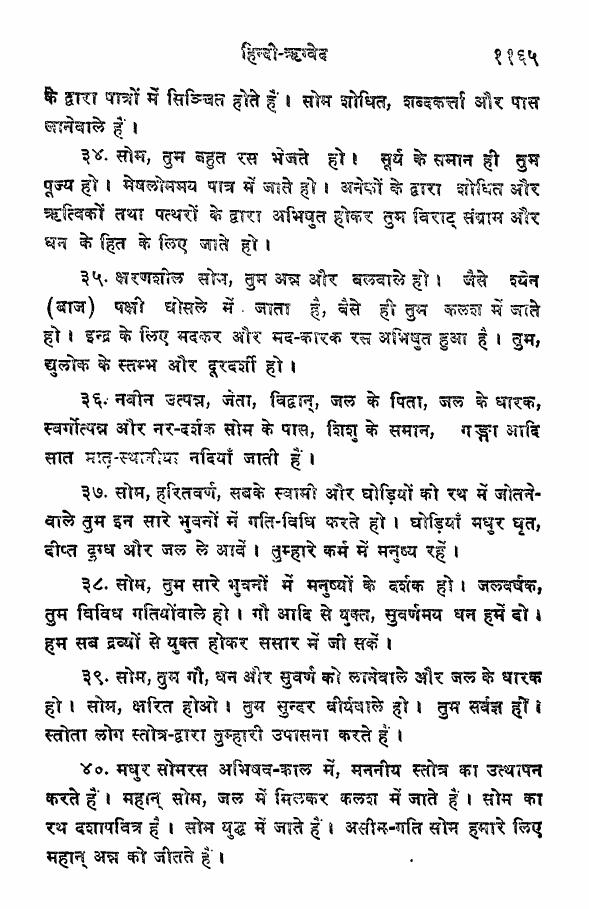 हिन्दी-ऋग्वेद ११६५
के द्वारा पात्रों में सिञ्चित होते हैं । सोम शोधित, शब्दकर्त्ता और पास
लानेवाले हैं ।
३४. सोम, तुम बहुत रस भेजते हो । सूर्य के समान ही तुम
पूज्य हो । मेषलोममय पात्र में जाते हो । अनेकों के द्वारा शोधित और
ऋत्विकों तथा पत्थरों के द्वारा अभिषुत होकर तुम विराट् संग्राम और
धन के हित के लिए जाते हो ।
३५. क्षरणशील सोम, तुम अन्न और बलवाले हो । जैसे श्येन
(बाज) पक्षी घोसले में जाता है, वैसे ही तुम कलश में जाते
हो । इन्द्र के लिए मदकर और मद-कारक रस अभिषुत हुआ है । तुम,
द्युलोक के स्तम्भ और दूरदर्शी हो ।
३६. नवीन उत्पन्न, जेता, विद्वान्, जल के पिता, जल के धारक,
स्वर्गोत्पन्न और नर-दर्शक सोम के पास, शिशु के समान, गङ्गा आदि
सात मातृ-स्थानीया नदियाँ जाती हैं ।
३७. सोम, हरितवर्ण, सबके स्वामी और घोड़ियों को रथ में जोतने-
वाले तुम इन सारे भुवनों में गति-विधि करते हो । घोड़ियाँ मधुर घृत,
दीप्त दुग्ध और जल ले आवें । तुम्हारे कर्म में मनुष्य रहें ।
३८. सोम, तुम सारे भुवनों में मनुष्यों के दर्शक हो । जलवर्षक,
तुम विविध गतियोंवाले हो । गौ आदि से युक्त, सुवर्णमय धन हमें दो ।
हम सब द्रव्यों से युक्त होकर ससार में जी सकें ।
३९. सोम, तुम गौ, धन और सुवर्ण को लानेवाले और जल के धारक
हो । सोम, क्षरित होओ । तुम सुन्दर वीर्यवाले हो । तुम सर्वज्ञ हो ।
स्तोता लोग स्तोत्र-द्वारा तुम्हारी उपासना करते हैं ।
४०. मधुर सोमरस अभिषव-काल में, मननीय स्तोत्र का उत्थापन
करते हैं । महान् सोम, जल में मिलकर कलश में जाते हैं । सोम का
रथ दशापवित्र है । सोम युद्ध में जाते हैं । असीम-गति सोम हमारे लिए
महान् अन्न को जीतते हैं ।